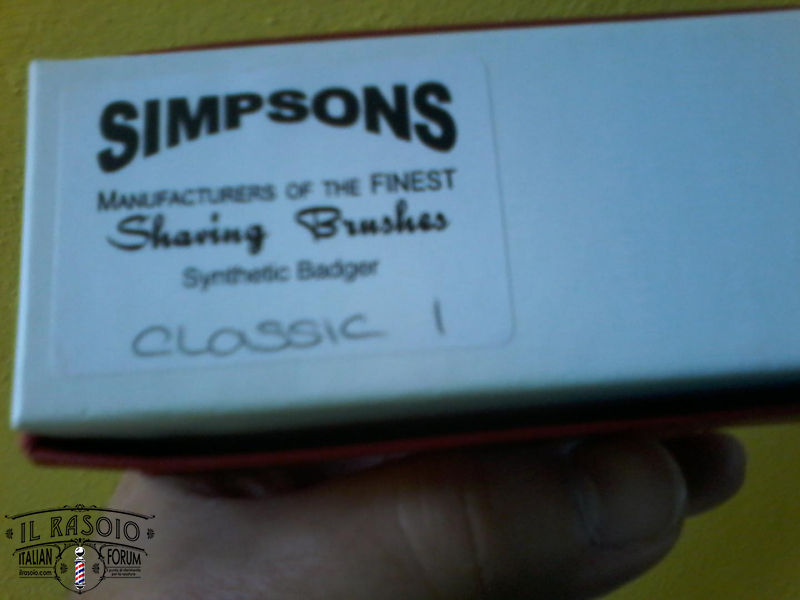 SIMPSONS
MANUFACTURERS OF THE FINEST
Shaving Brushes
Synthetic Badger
CLASSIC 1
IL RASOIO
ITALIAN FORUM
ilrasoio.com